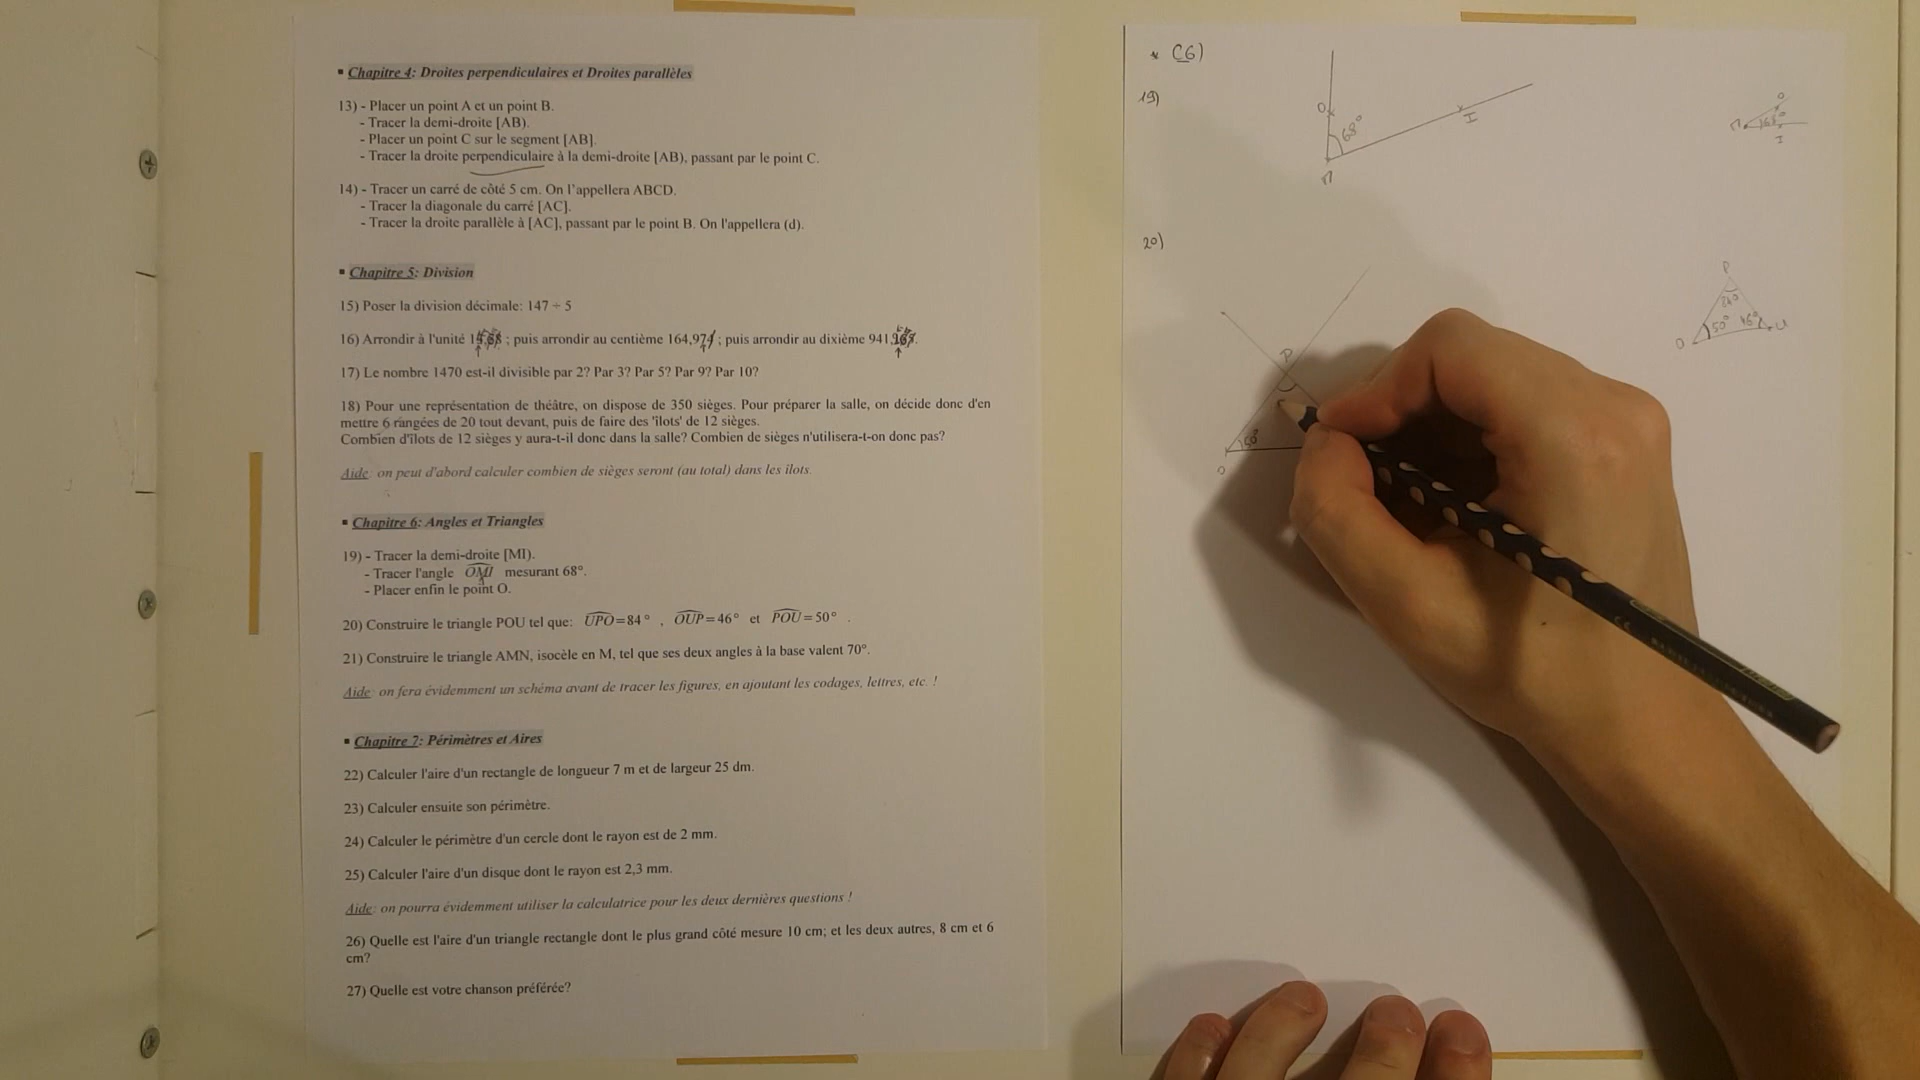 ▪ Chapitre 4: Droites perpendiculaires et Droites parallèles
13) - Placer un point A et un point B.
- Tracer la demi-droite [AB).
- Placer un point C sur le segment [AB].
- Tracer la droite perpendiculaire à la demi-droite [AB), passant par le point C.
14) - Tracer un carré de côté 5 cm. On l'appellera ABCD.
- Tracer la diagonale du carré [AC].
- Tracer la droite parallèle à [AC], passant par le point B. On l'appellera (d).
▪ Chapitre 5: Division
15) Poser la division décimale: 147 ÷ 5
16) Arrondir à l'unité ; puis arrondir au centième 164,974 ; puis arrondir au dixième
17) Le nombre 1470 est-il divisible par 2? Par 3? Par 5? Par 9? Par 10?
18) Pour une représentation de théâtre, on dispose de 350 sièges. Pour préparer la salle, on décide donc d'en
mettre 6 rangées de 20 tout devant, puis de faire des 'îlots' de 12 sièges.
Combien d'îlots de 12 sièges y aura-t-il donc dans la salle? Combien de sièges n'utilisera-t-on donc pas?
Aide: on peut d'abord calculer combien de sièges seront (au total) dans les îlots.
▪ Chapitre 6: Angles et Triangles
19) - Tracer la demi-droite [MI).
- Tracer l'angle OMI mesurant 68°.
- Placer enfin le point O.
20) Construire le triangle POU tel que: UPO=84° , OUP=46° et POU=50° .
21) Construire le triangle AMN, isocèle en M, tel que ses deux angles à la base valent 70°.
Aide: on fera évidemment un schéma avant de tracer les figures, en ajoutant les codages, lettres, etc. !
▪ Chapitre 7: Périmètres et Aires
22) Calculer l'aire d'un rectangle de longueur 7 m et de largeur 25 dm.
23) Calculer ensuite son périmètre.
24) Calculer le périmètre d'un cercle dont le rayon est de 2 mm.
25) Calculer l'aire d'un disque dont le rayon est 2,3 mm.
Aide: on pourra évidemment utiliser la calculatrice pour les deux dernières questions !
26) Quelle est l'aire d'un triangle rectangle dont le plus grand côté mesure 10 cm; et les deux autres, 8 cm et 6
cm?
27) Quelle est votre chanson préférée?
* C6)
19)
O
68°
I
M
O
M
68°
I
20)
P
50°
O
P
84°
50° 46°
O
U